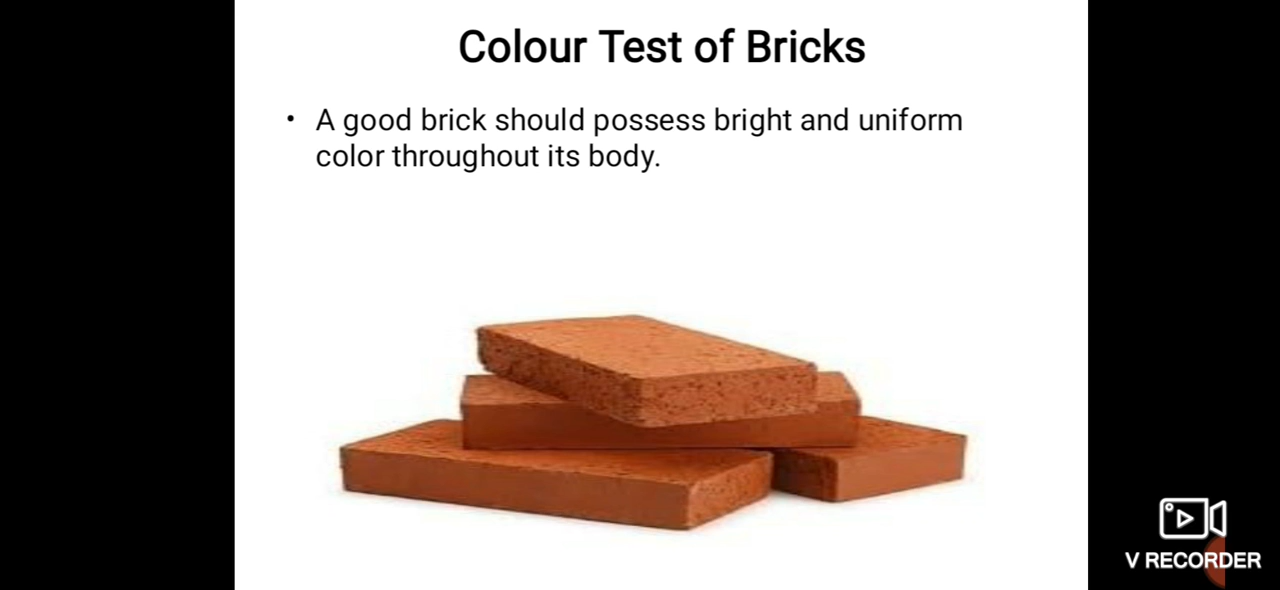 Colour Test of Bricks
• A good brick should possess bright and uniform
color throughout its body.
V RECORDER